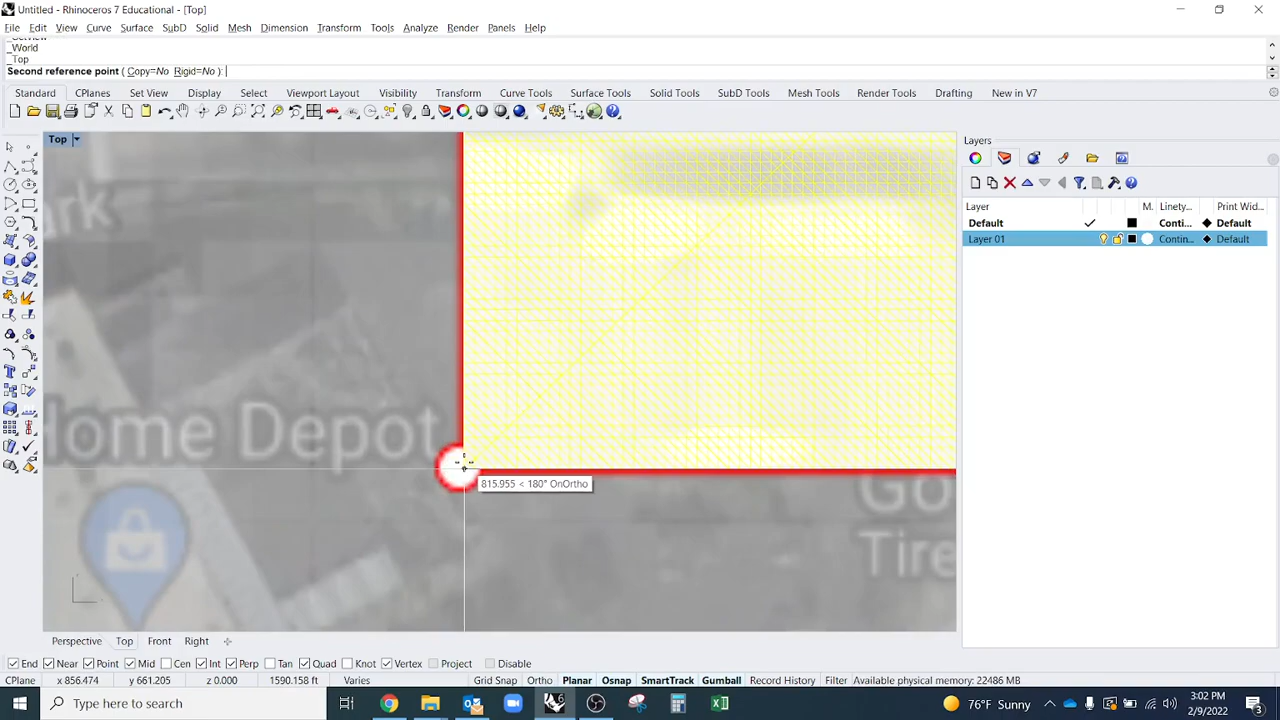 Untitled - Rhinoceros 7 Educational - [Top]
File Edit View Curve Surface SubD Solid Mesh Dimension Transform Tools Analyze Render Panels Help
_World
_Top
Second reference point ( Copy=No Rigid=No ):
Standard CPlanes Set View Display Select Viewport Layout Visibility Transform Curve Tools Surface Tools Solid Tools SubD Tools Mesh Tools Render Tools Drafting New in V7
Top
Layers
Layer M. Linety... Print Wid...
Default Conti... Default
Layer 01 Contin... Default
Home Depot
815.955 < 180° OnOrtho
Go
Tire
Perspective Top Front Right
End Near Point Mid Cen Int Perp Tan Quad Knot Vertex Project Disable
CPlane x 856.474 y 661.205 z 0.000 1590.158 ft Varies Grid Snap Ortho Planar Osnap SmartTrack Gumball Record History Filter Available physical memory: 22486 MB
Type here to search
76°F Sunny
3:02 PM
2/9/2022